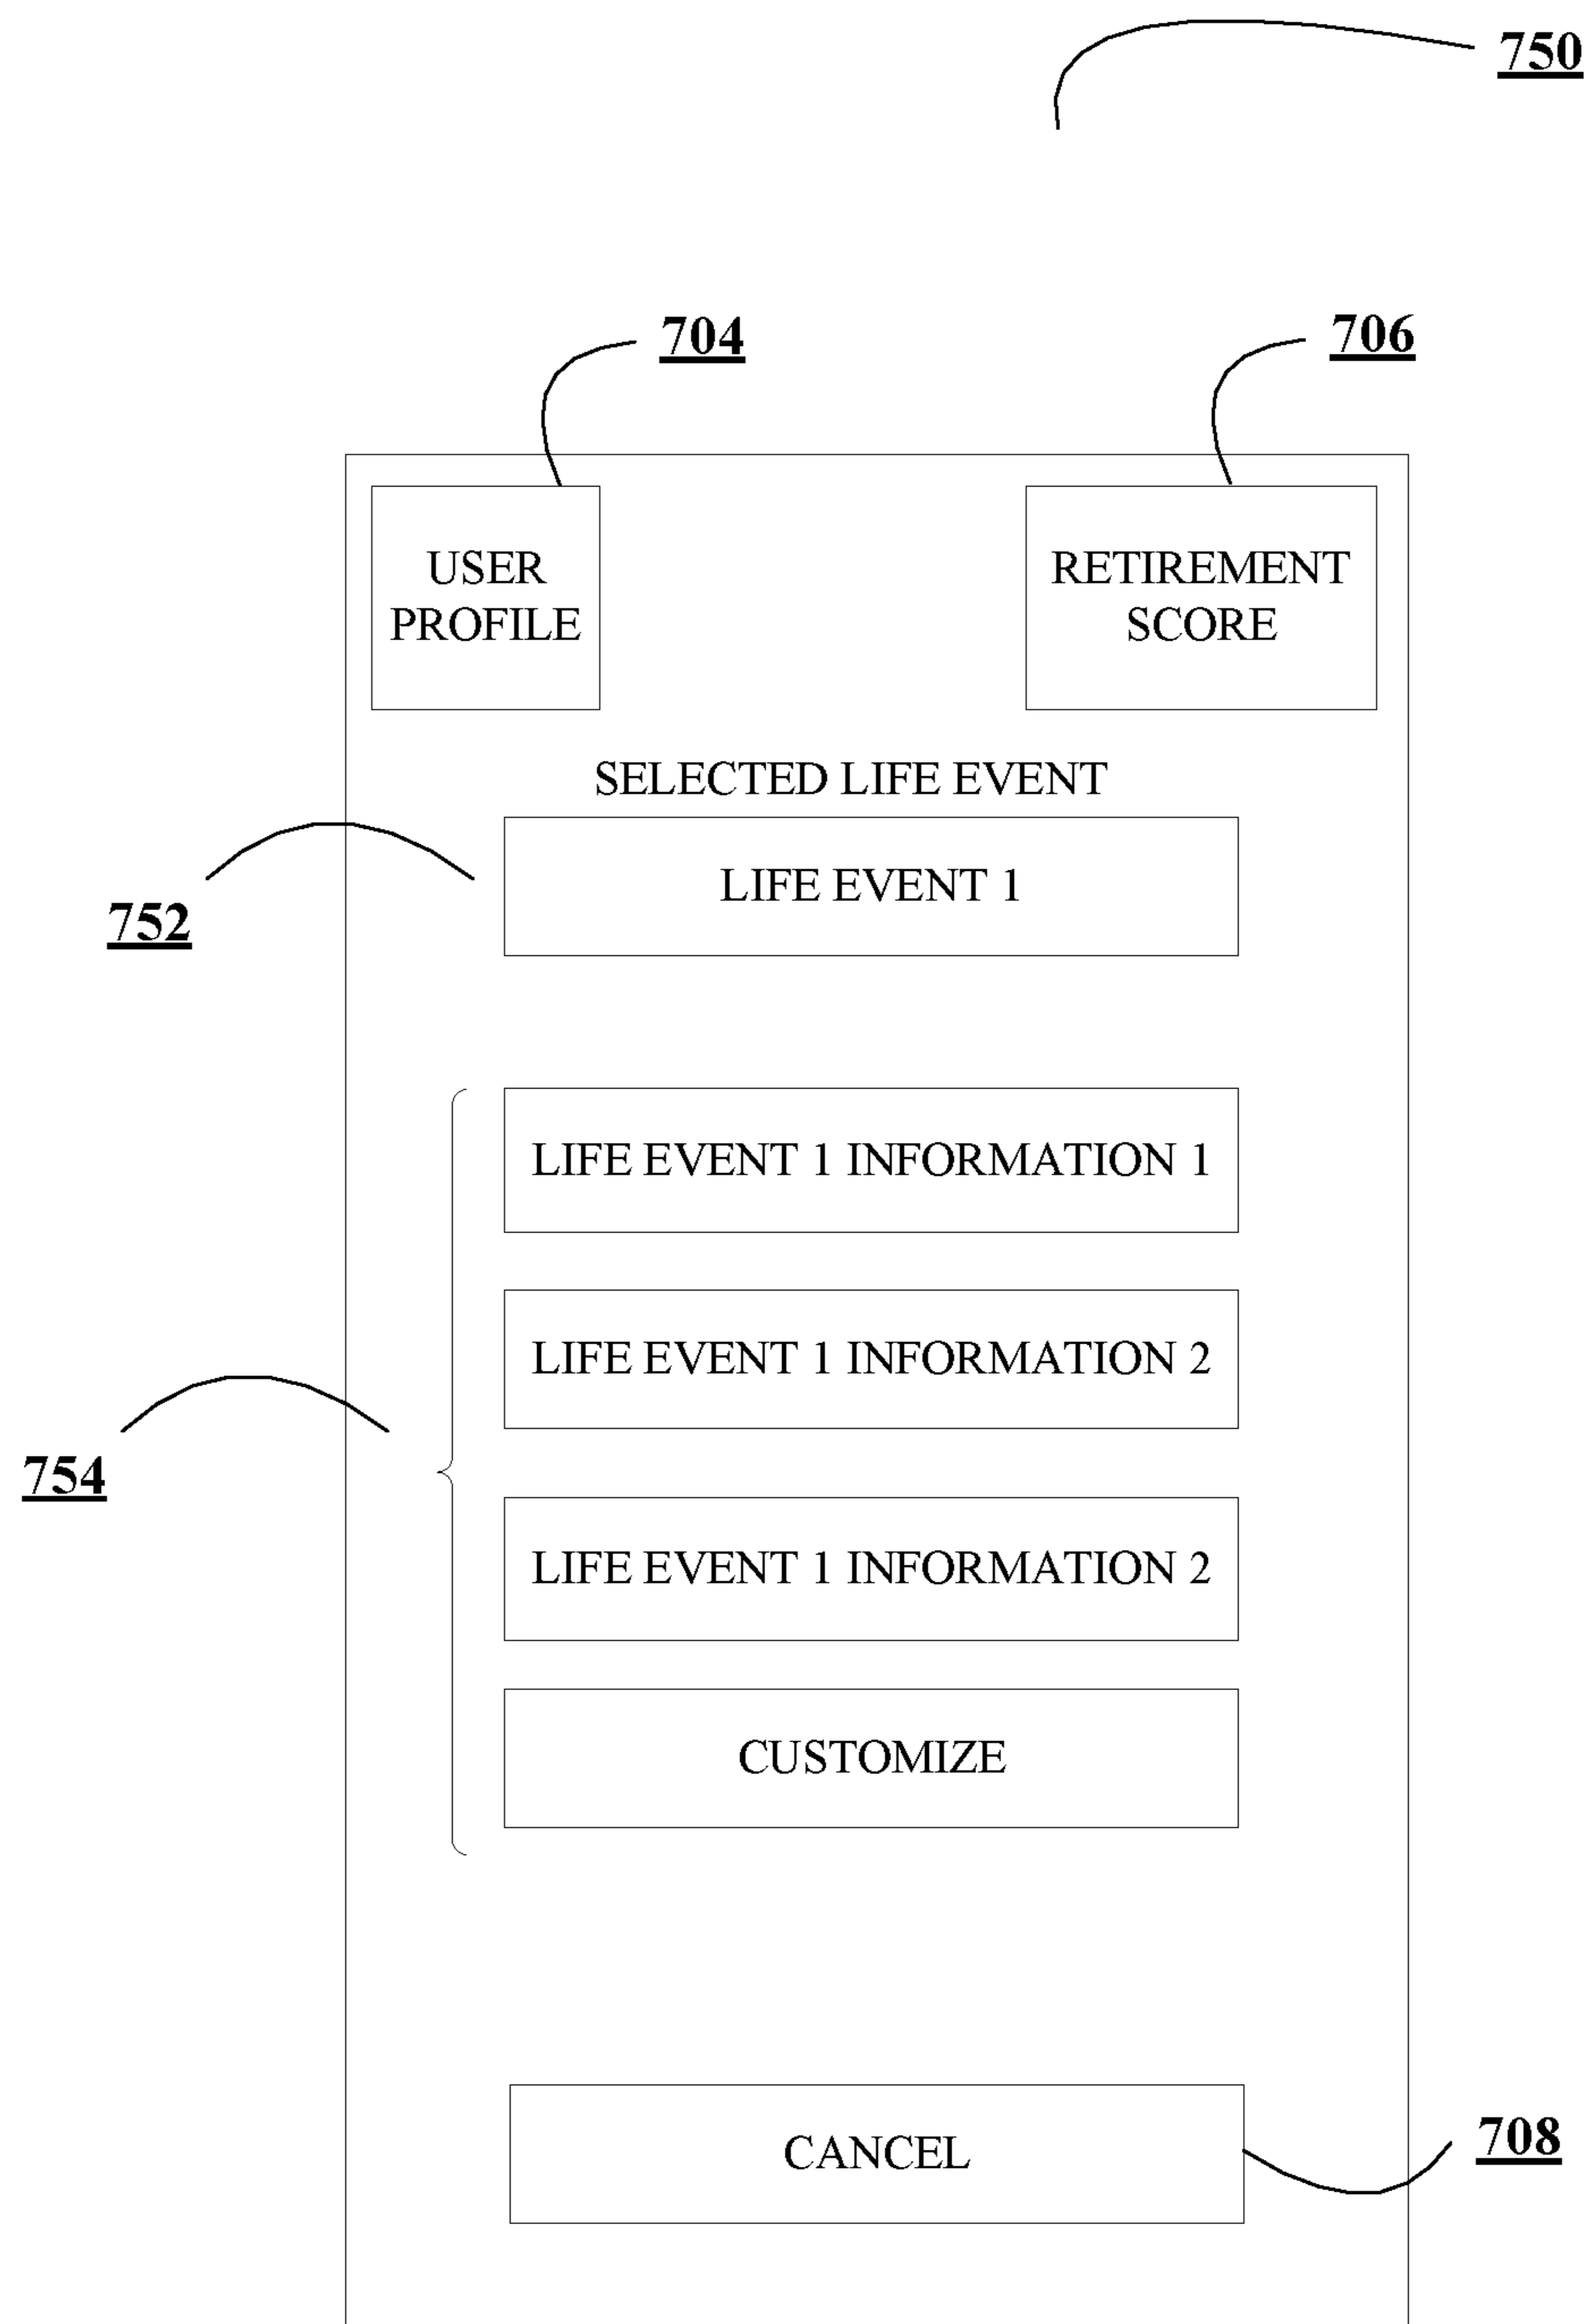 750
704
706
USER
PROFILE
RETIREMENT
SCORE
SELECTED LIFE EVENT
LIFE EVENT 1
752
LIFE EVENT 1 INFORMATION 1
LIFE EVENT 1 INFORMATION 2
754
LIFE EVENT 1 INFORMATION 2
CUSTOMIZE
CANCEL
708